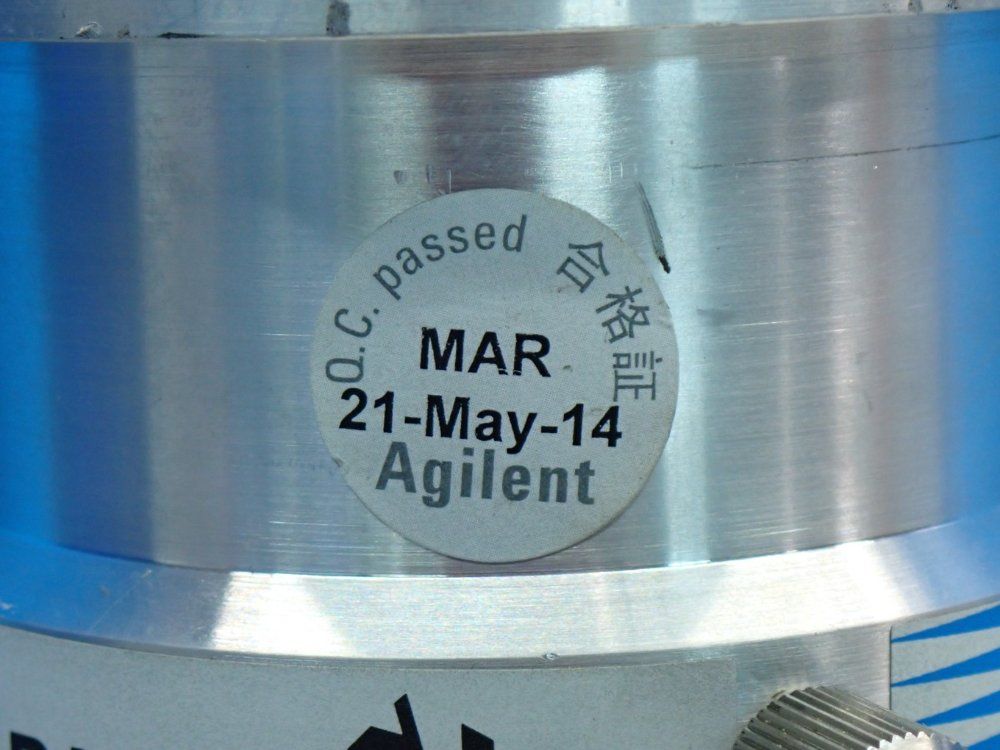 Q.C. passed 合格証
MAR
21-May-14
Agilent